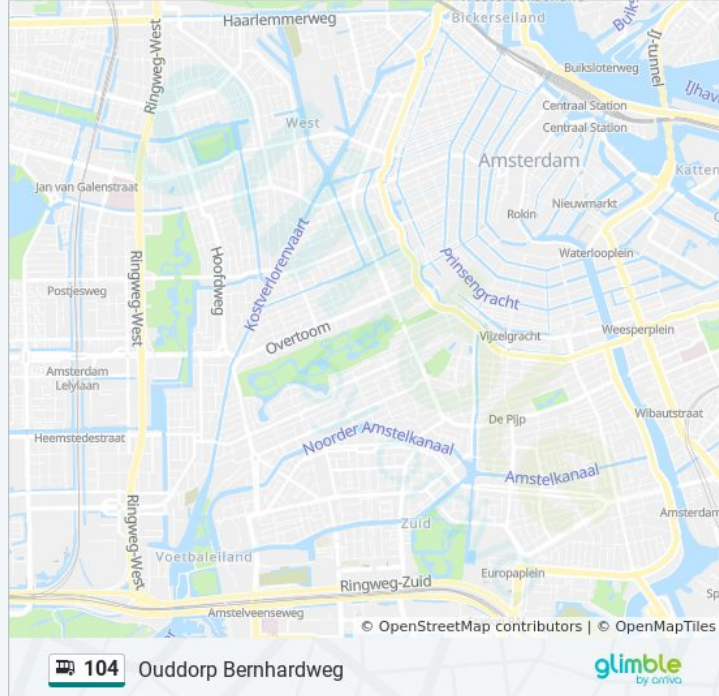 Haarlemmerweg
Bickerseiland
Ringweg-West
IJ-tunnel
Buiksloterweg
Centraal Station
Centraal Station
West
Amsterdam
Jan van Galenstraat
Nieuwmarkt
Rokin
Kostverlorenvaart
Hoofdweg
Waterlooplein
Prinsengracht
Ringweg-West
Postjesweg
Overtoom
Vijzelgracht
Weesperplein
Amsterdam
Lelylaan
De Pijp
Wibautstraat
Heemstedestraat
Noorder Amstelkanaal
Amstelkanaal
Ringweg-West
Amsterdam
Zuid
Voetbaleiland
Europaplein
Ringweg-Zuid
Amstelveenseweg
© OpenStreetMap contributors | © OpenMapTiles
104 Ouddorp Bernhardweg
glimble
by arriva